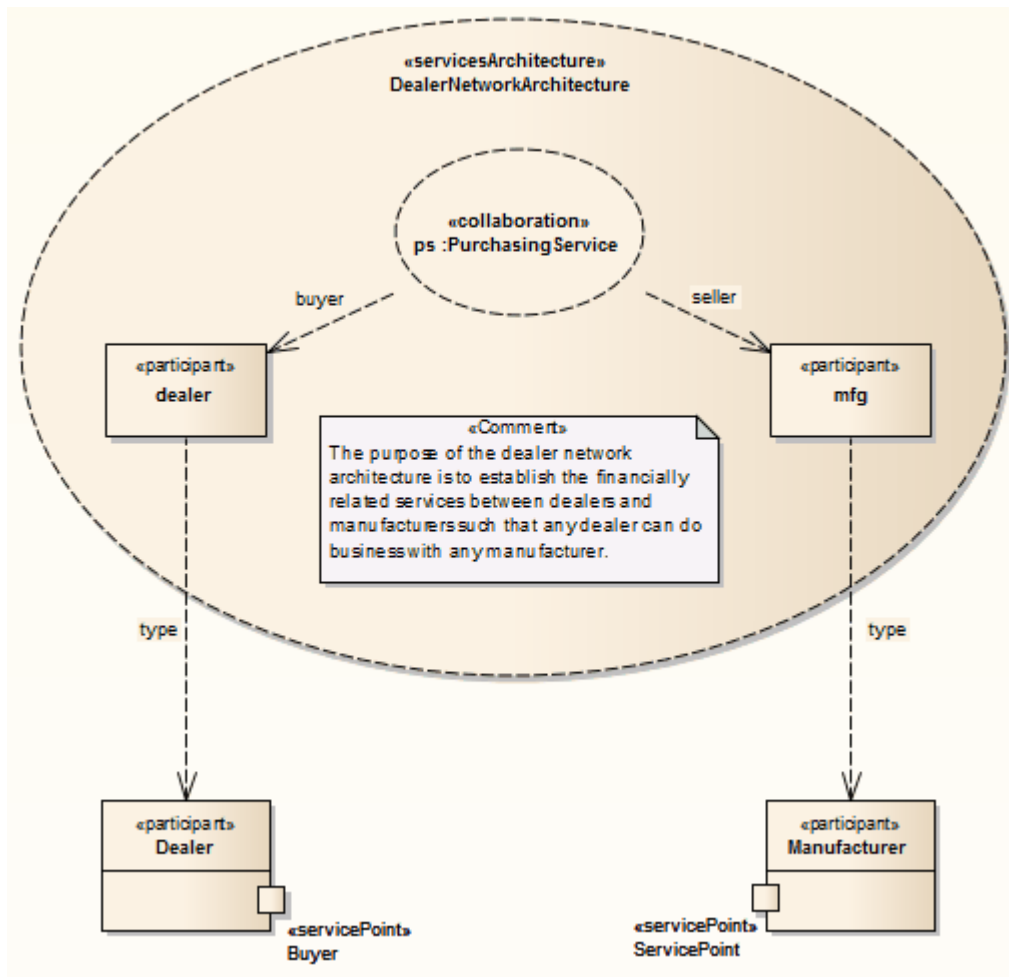 «servicesArchitecture»
DealerNetworkArchitecture
«collaboration»
ps :PurchasingService
buyer
seller
«participant»
dealer
«participant»
mfg
«Comment»
The purpose of the dealer network
architecture is to establish the financially
related services between dealers and
manufacturers such that any dealer can do
business with any manufacturer.
type
type
«participant»
Dealer
«participant»
Manufacturer
«servicePoint»
Buyer
«servicePoint»
ServicePoint